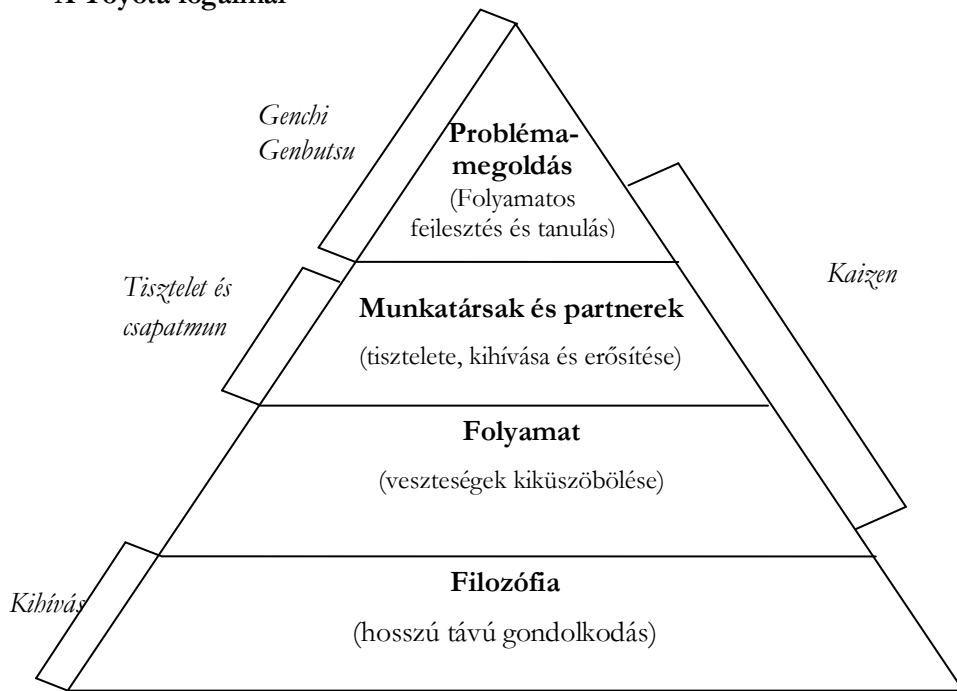 A Toyota fogalmai
Genchi
Genbutsu
Probléma-
megoldás
(Folyamatos
fejlesztés és tanulás)
Tisztelet és
csapatmun
Kaizen
Munkatársak és partnerek
(tisztelete, kihívása és erősítése)
Folyamat
(veszteségek kiküszöbölése)
Kihívás
Filozófia
(hosszú távú gondolkodás)